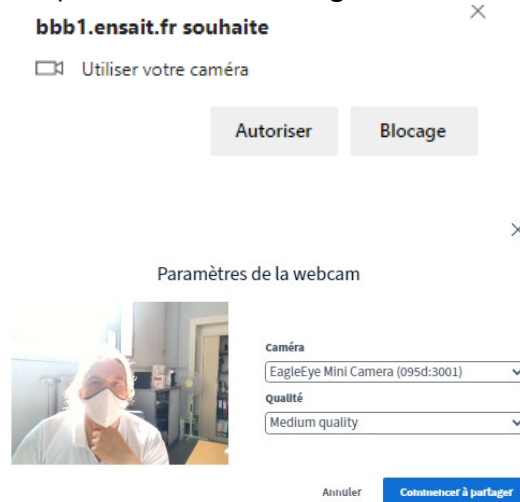 bbb1.ensait.fr souhaite
Utiliser votre caméra
Autoriser
Blocage
Paramètres de la webcam
Caméra
EagleEye Mini Camera (095d:3001)
Qualité
Medium quality
Annuler
Commencer à partager